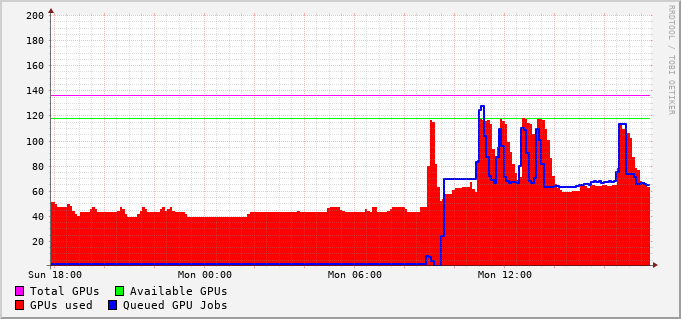 200
180
160
140
120
100
80
60
40
20
Sun 18:00 Mon 00:00 Mon 06:00 Mon 12:00
Total GPUs Available GPUs
GPUs used Queued GPU Jobs
RRDTOOL / TOBI OETIKER